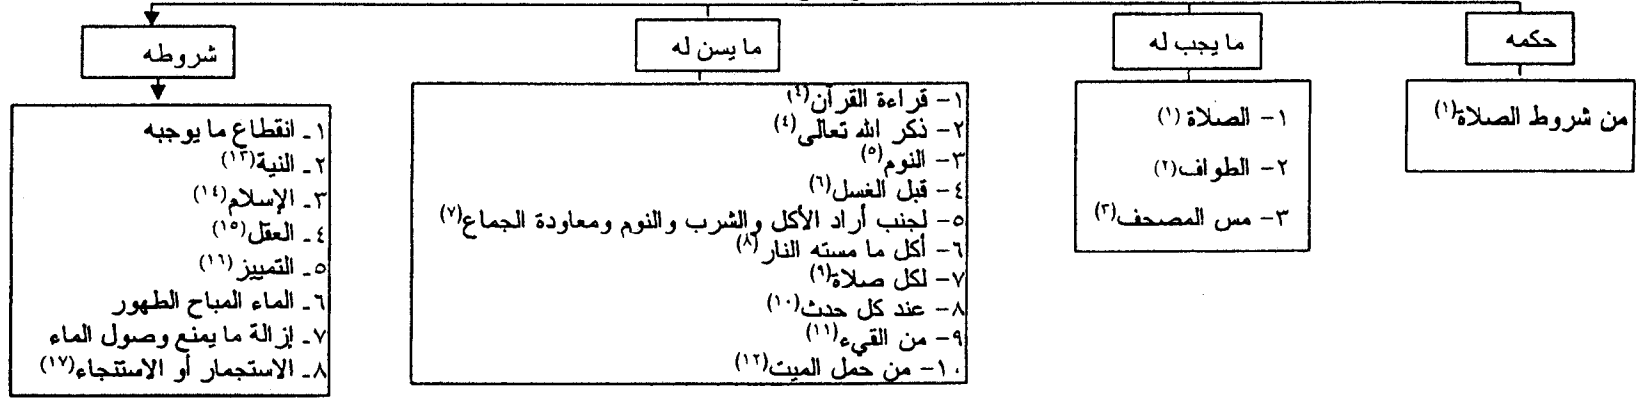 حكمه
من شروط الصلاة(١)
ما يجب له
١- الصلاة (١)
٢- الطواف(٢)
٣- مس المصحف(٣)
ما يسن له
١- قراءة القرآن(٤)
٢- ذكر الله تعالى(٤)
٣- النوم(٥)
٤- قبل الغسل(٦)
٥- لجنب أراد الأكل والشرب والنوم ومعاودة الجماع(٧)
٦- أكل ما مسته النار(٨)
٧- لكل صلاة(٩)
٨- عند كل حدث(١٠)
٩- من القيء(١١)
١٠- من حمل الميت(١٢)
شروطه
١ـ انقطاع ما يوجبه
٢ـ النية(١٣)
٣ـ الإسلام(١٤)
٤ـ العقل(١٥)
٥ـ التمييز(١٦)
٦ـ الماء المباح الطهور
٧ـ إزالة ما يمنع وصول الماء
٨ـ الاستجمار أو الاستنجاء(١٧)